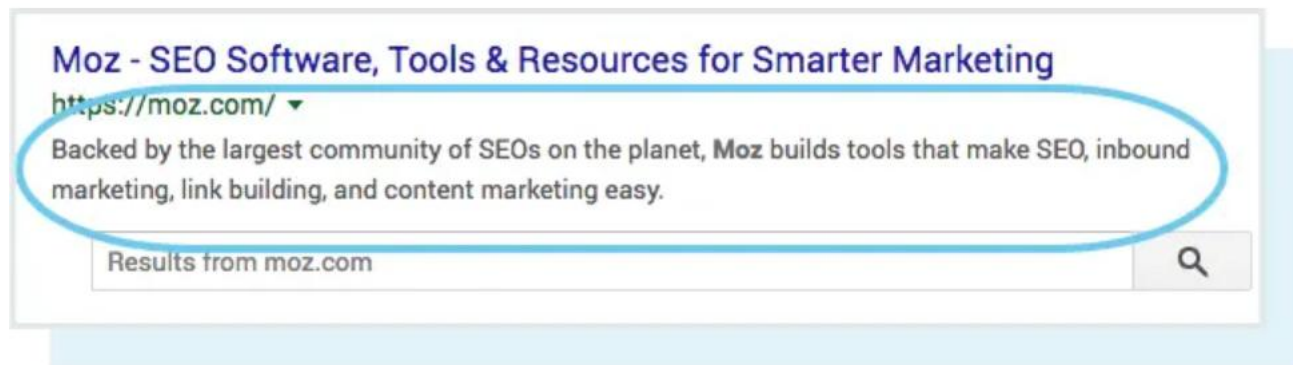 Moz - SEO Software, Tools & Resources for Smarter Marketing
https://moz.com/
Backed by the largest community of SEOs on the planet, Moz builds tools that make SEO, inbound
marketing, link building, and content marketing easy.
Results from moz.com